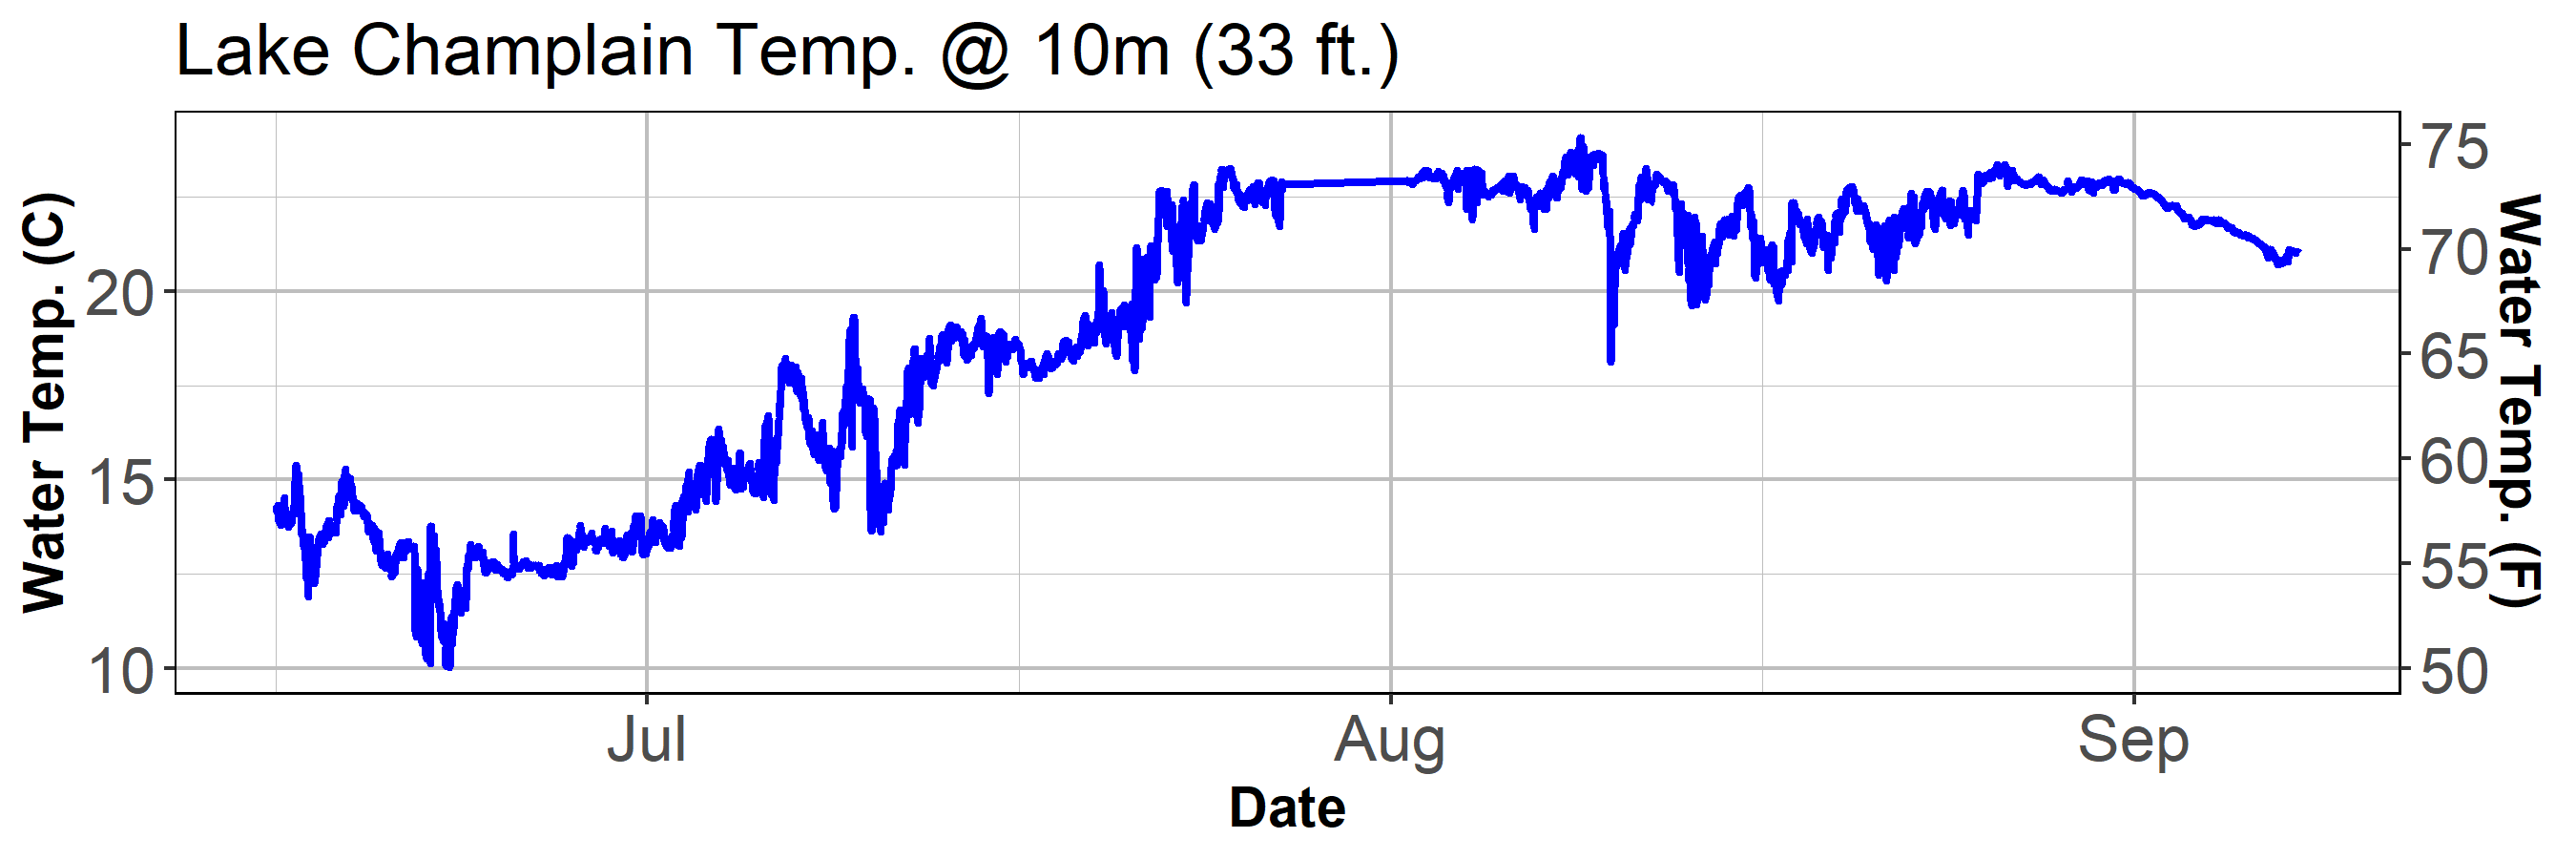 Lake Champlain Temp. @ 10m (33 ft.)
Water Temp. (C)
20
15
10
75
70
65
60
55
50
Water Temp. (F)
Jul
Aug
Sep
Date